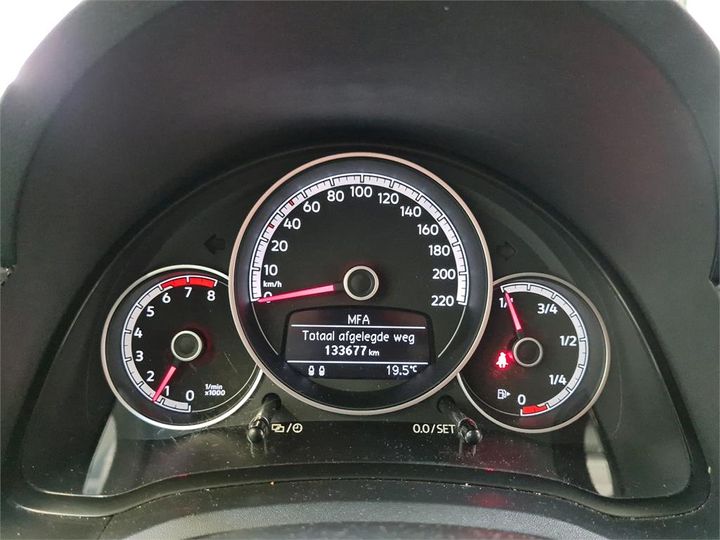 0 10 20 40 60 80 100 120 140 160 180 200 220
km/h
MFA
Totaal afgelegde weg
133677 km
19.5°C
0 1 2 3 4 5 6 7 8
1/min
x1000
0 1/4 1/2 3/4 1/1
0.0/SET